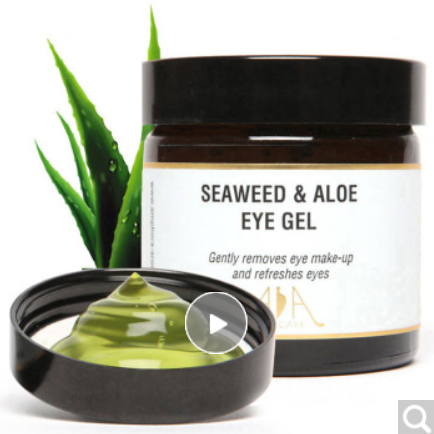 SEAWEED & ALOE
EYE GEL
Gently removes eye make-up
and refreshes eyes